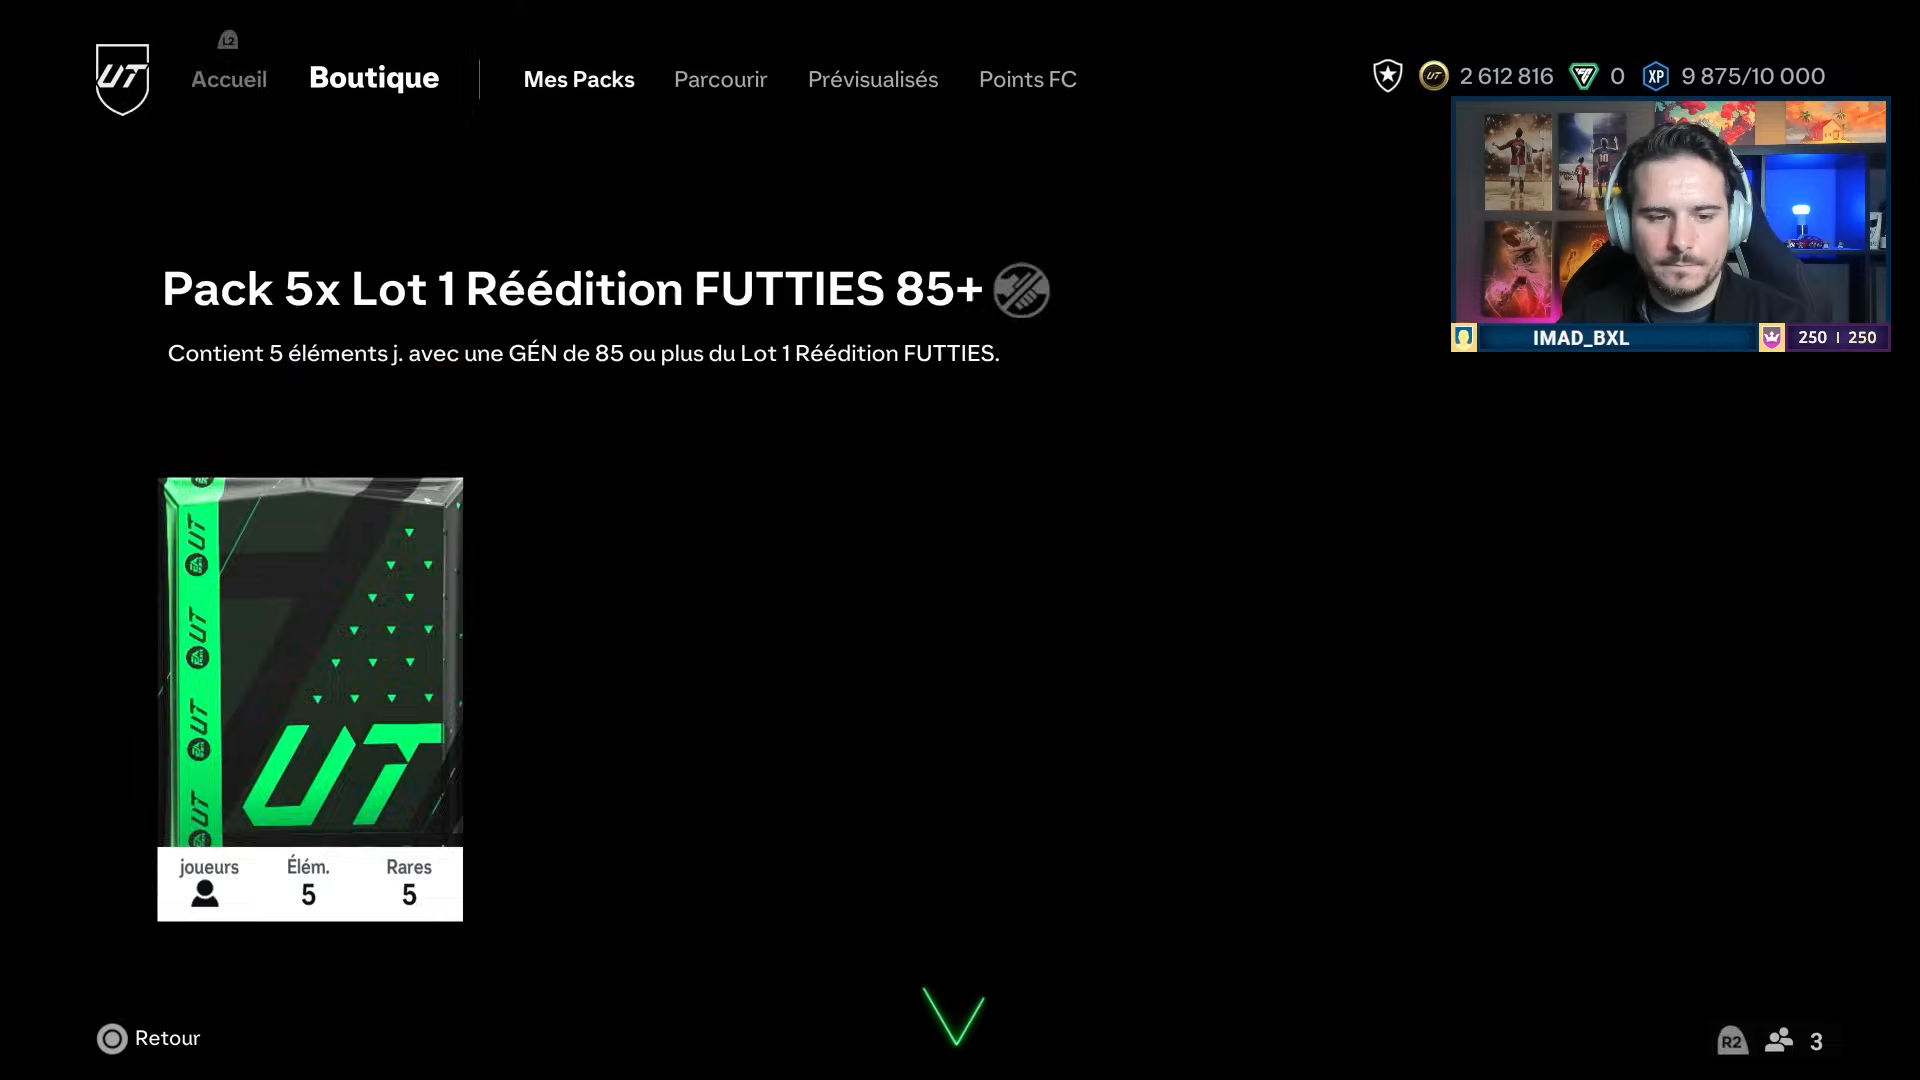 L2
UT Accueil Boutique Mes Packs Parcourir Prévisualisés Points FC
UT 2 612 816 0 XP 9 875/10 000
Pack 5x Lot 1 Réédition FUTTIES 85+
Contient 5 éléments j. avec une GÉN de 85 ou plus du Lot 1 Réédition FUTTIES.
IMAD_BXL 250 | 250
UT
UT
UT
UT
UT
joueurs Élém. Rares
5 5
Retour
R2 3